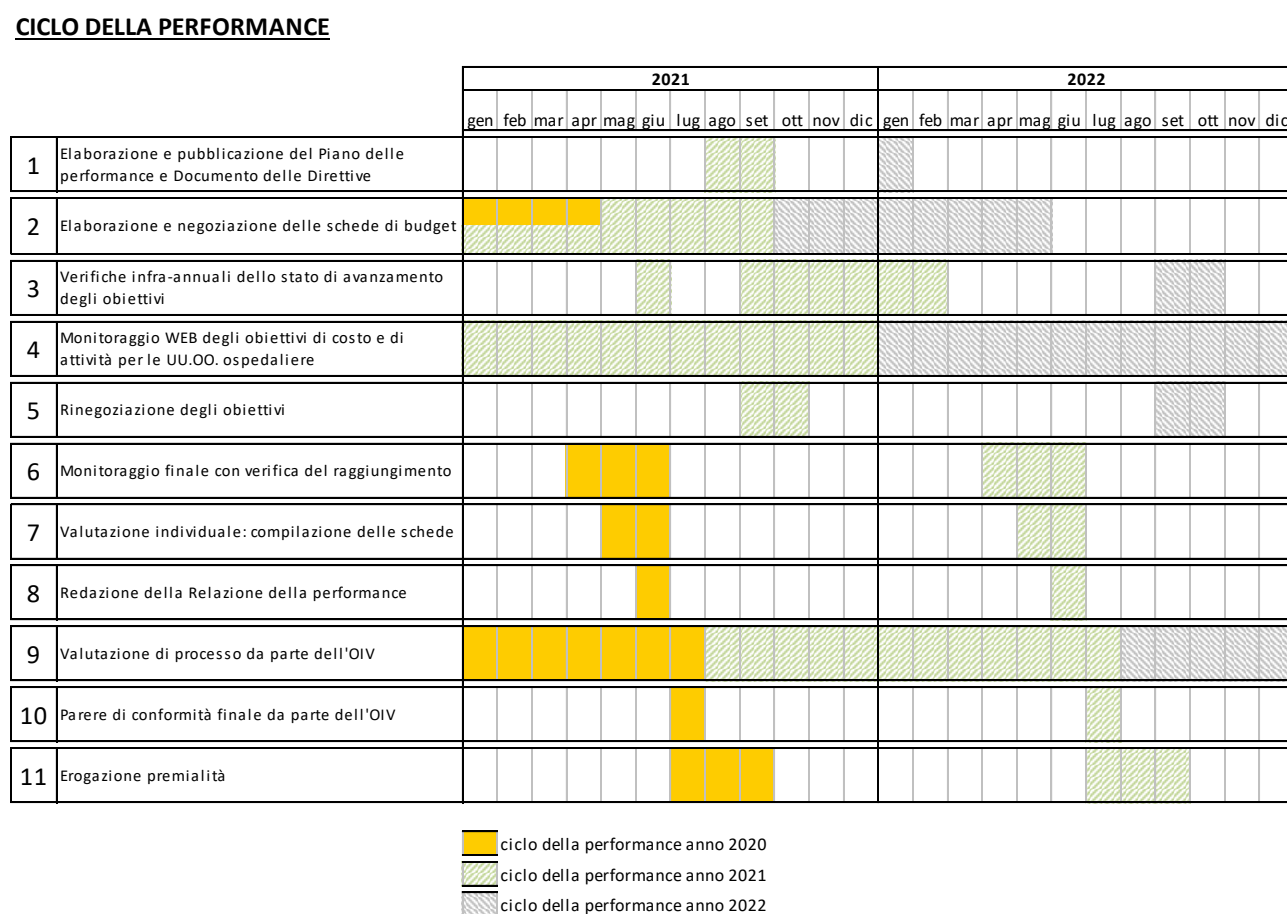 CICLO DELLA PERFORMANCE
2021 2022
gen feb mar apr mag giu lug ago set ott nov dic gen feb mar apr mag giu lug ago set ott nov dic
1 Elaborazione e pubblicazione del Piano delle
performance e Documento delle Direttive
2 Elaborazione e negoziazione delle schede di budget
3 Verifiche infra-annuali dello stato di avanzamento
degli obiettivi
4 Monitoraggio WEB degli obiettivi di costo e di
attività per le UU.OO. ospedaliere
5 Rinegoziazione degli obiettivi
6 Monitoraggio finale con verifica del raggiungimento
7 Valutazione individuale: compilazione delle schede
8 Redazione della Relazione della performance
9 Valutazione di processo da parte dell'OIV
10 Parere di conformità finale da parte dell'OIV
11 Erogazione premialità
ciclo della performance anno 2020
ciclo della performance anno 2021
ciclo della performance anno 2022